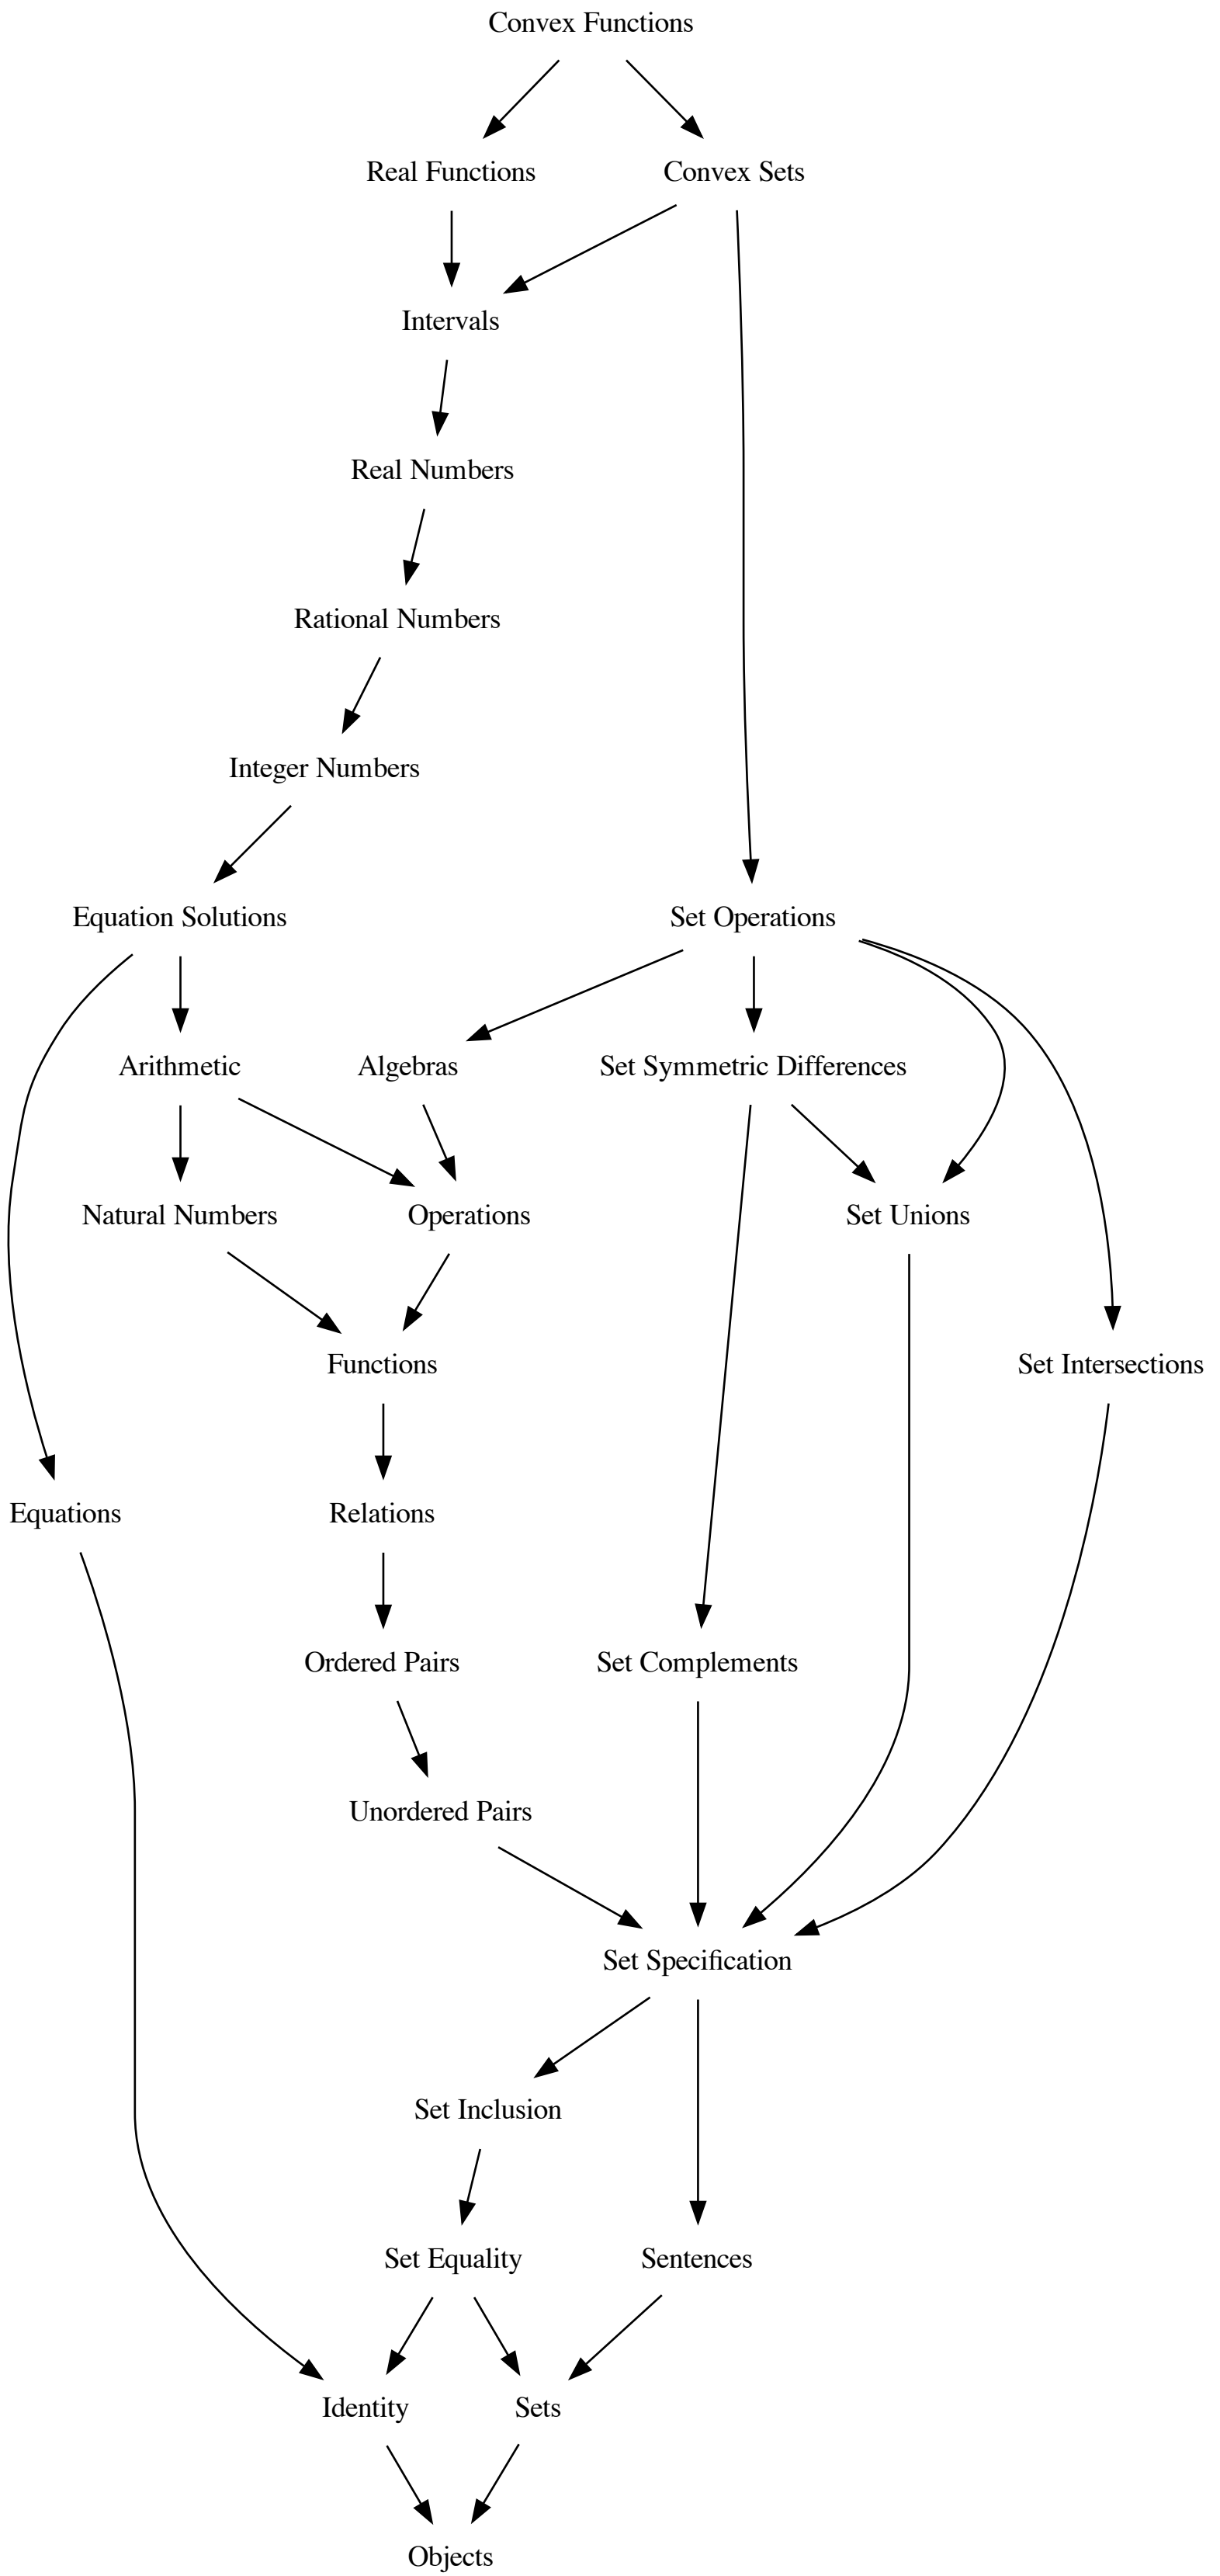 Convex Functions
Real Functions
Convex Sets
Intervals
Real Numbers
Rational Numbers
Integer Numbers
Equation Solutions
Set Operations
Arithmetic
Algebras
Set Symmetric Differences
Natural Numbers
Operations
Set Unions
Functions
Set Intersections
Equations
Relations
Ordered Pairs
Set Complements
Unordered Pairs
Set Specification
Set Inclusion
Set Equality
Sentences
Identity
Sets
Objects